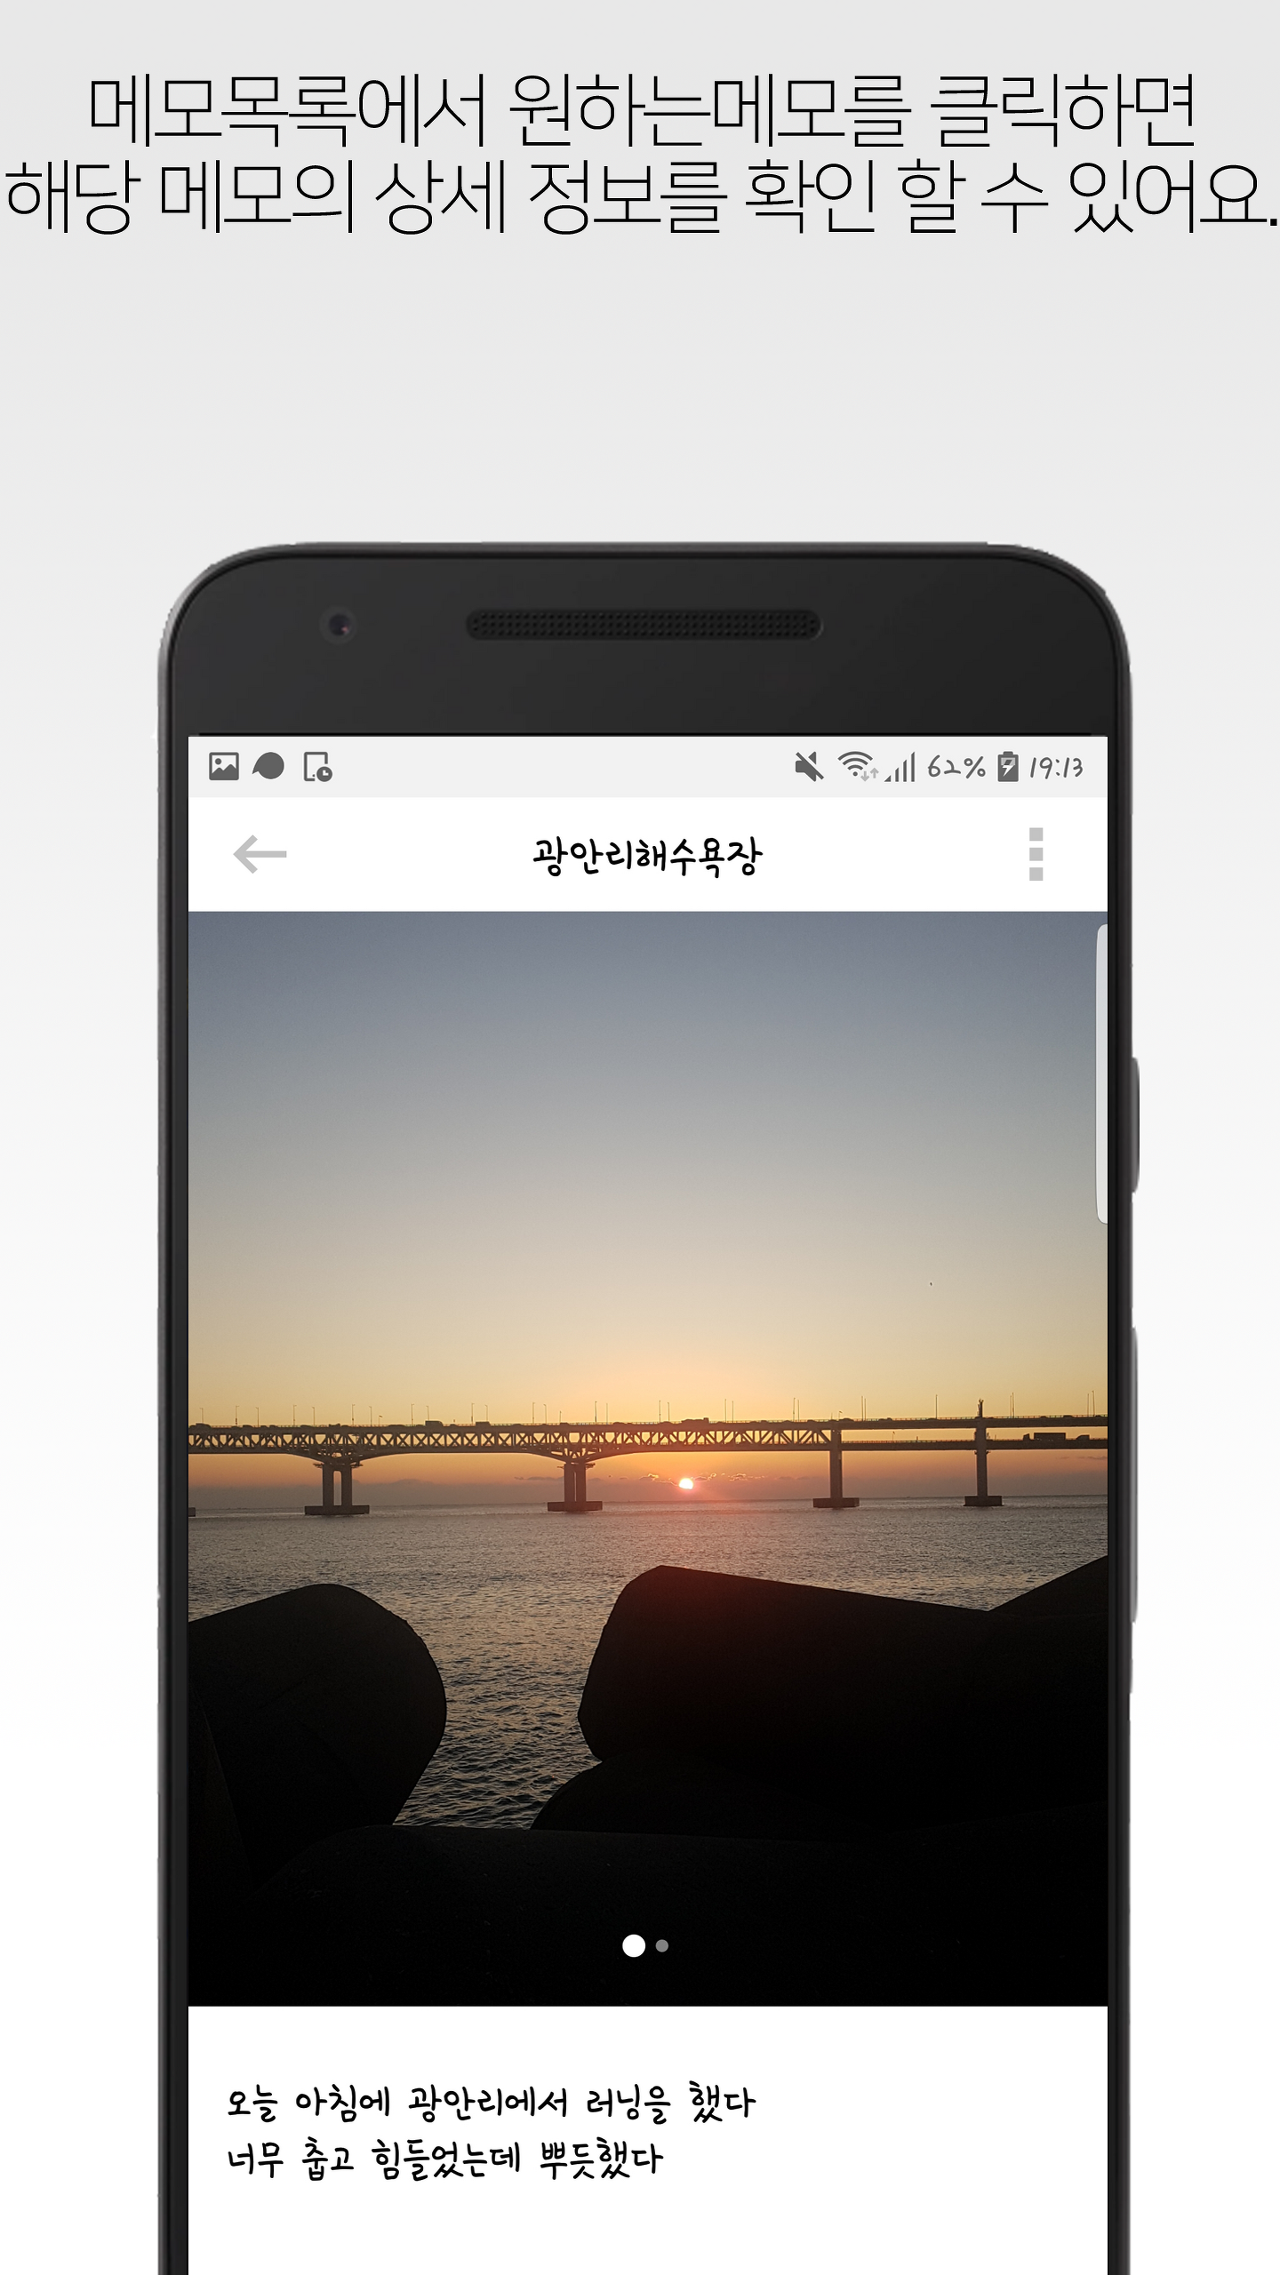 메모목록에서 원하는메모를 클릭하면
해당 메모의 상세 정보를 확인 할 수 있어요.
62% 19:13
광안리해수욕장
오늘 아침에 광안리에서 러닝을 했다
너무 춥고 힘들었는데 뿌듯했다